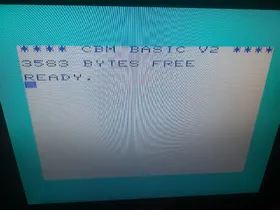 **** CBM BASIC V2 ****
3583 BYTES FREE
READY.